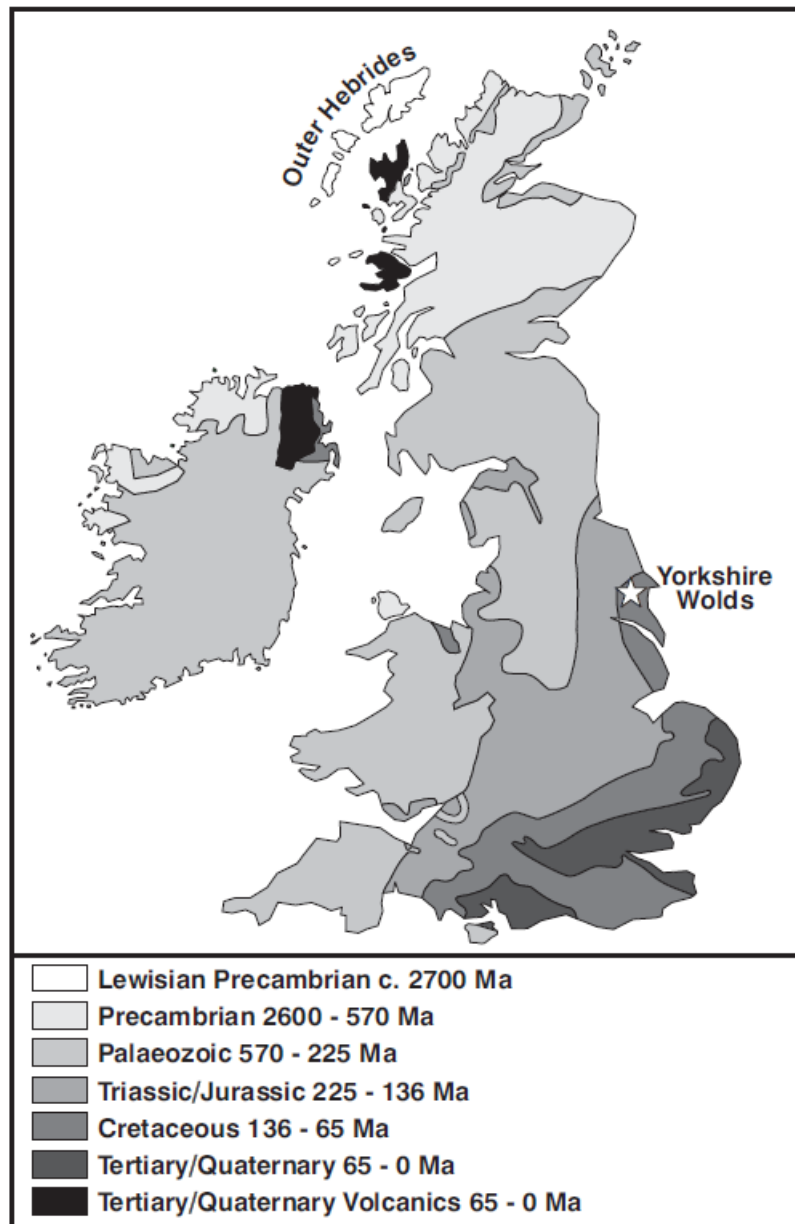 Outer Hebrides
Yorkshire
Wolds
Lewisian Precambrian c. 2700 Ma
Precambrian 2600 - 570 Ma
Palaeozoic 570 - 225 Ma
Triassic/Jurassic 225 - 136 Ma
Cretaceous 136 - 65 Ma
Tertiary/Quaternary 65 - 0 Ma
Tertiary/Quaternary Volcanics 65 - 0 Ma